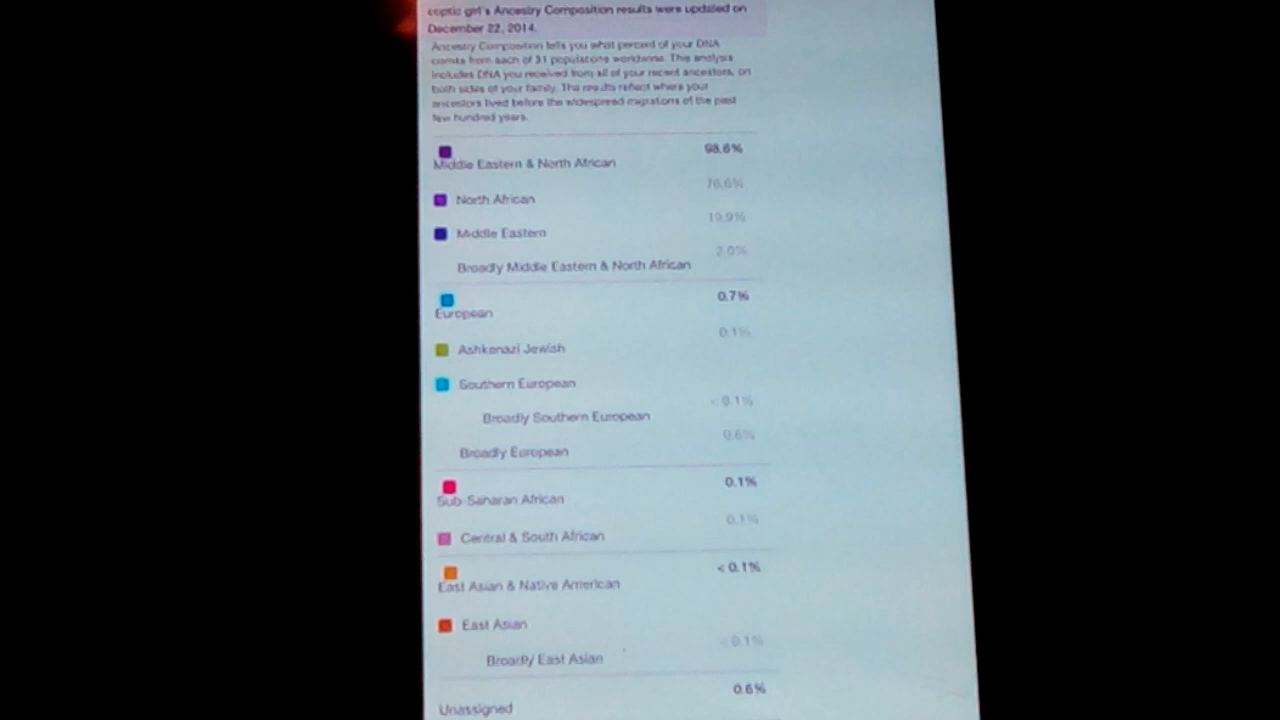 coptic girl's Ancestry Composition results were updated on
December 22, 2014.
Ancestry Composition tells you what percent of your DNA
comes from each of 31 populations worldwide. This analysis
includes DNA you received from all of your recent ancestors, on
both sides of your family. The results reflect where your
ancestors lived before the widespread migrations of the past
few hundred years.
98.6%
Middle Eastern & North African
76.6%
North African
19.9%
Middle Eastern
2.0%
Broadly Middle Eastern & North African
0.7%
European
0.1%
Ashkenazi Jewish
Southern European
< 0.1%
Broadly Southern European
0.6%
Broadly European
0.1%
Sub-Saharan African
0.1%
Central & South African
< 0.1%
East Asian & Native American
East Asian
< 0.1%
Broadly East Asian
0.6%
Unassigned